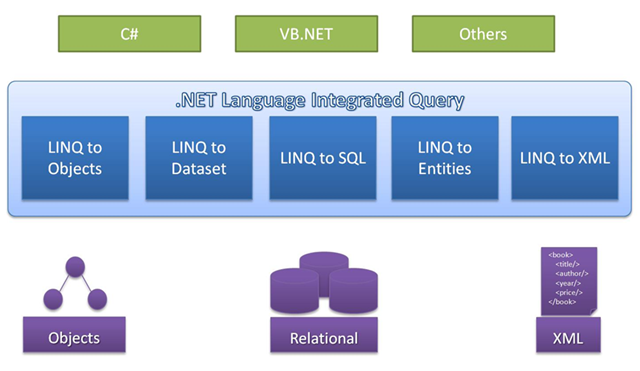 C#
VB.NET
Others
.NET Language Integrated Query
LINQ to
Objects
LINQ to
Dataset
LINQ to SQL
LINQ to
Entities
LINQ to XML
<book>
<title/>
<author/>
<year/>
<price/>
</book>
Objects
Relational
XML